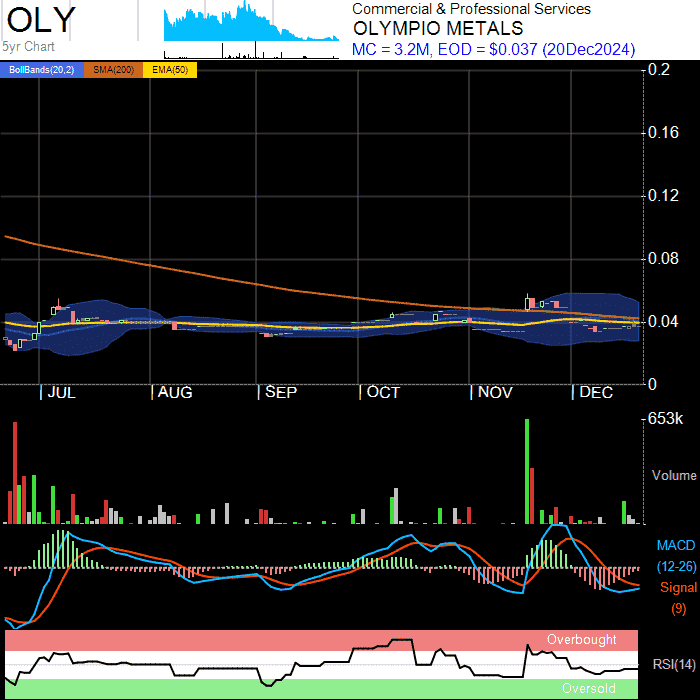 OLY
5yr Chart
Commercial & Professional Services
OLYMPIO METALS
MC = 3.2M, EOD = $0.037 (20Dec2024)
BollBands(20,2) SMA(200) EMA(50)
0.2
0.16
0.12
0.08
0.04
0
JUL AUG SEP OCT NOV DEC
653k
Volume
MACD
(12-26)
Signal
(9)
Overbought
RSI(14)
Oversold